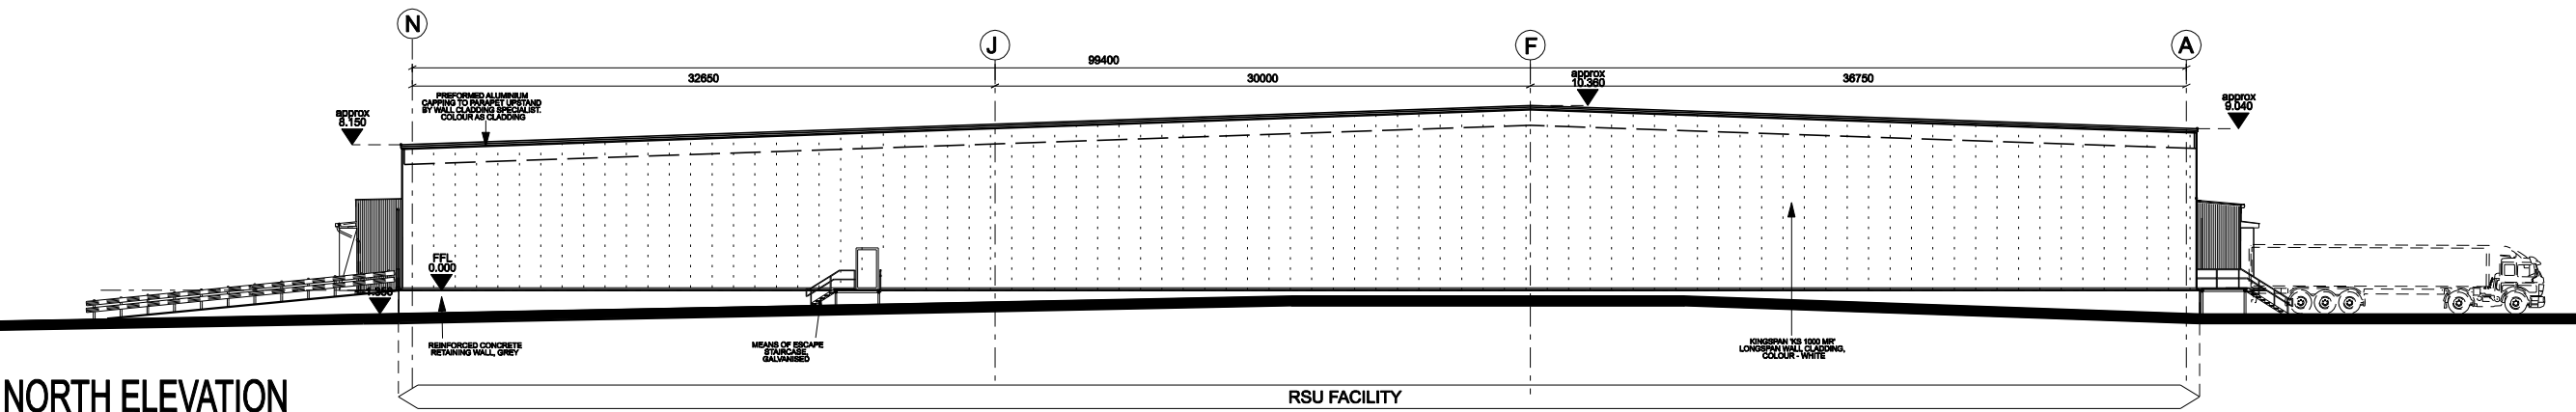 N
J
F
A
99400
32650
30000
36750
approx
10.360
approx
9.040
approx
8.150
PREFORMED ALUMINIUM
CAPPING TO PARAPET UPSTAND
BY WALL CLADDING SPECIALIST.
COLOUR AS CLADDING
FFL
0.000
REINFORCED CONCRETE
RETAINING WALL, GREY
MEANS OF ESCAPE
STAIRCASE,
GALVANISED
KINGSPAN 'KS 1000 MR'
LONGSPAN WALL CLADDING,
COLOUR - WHITE
NORTH ELEVATION
RSU FACILITY